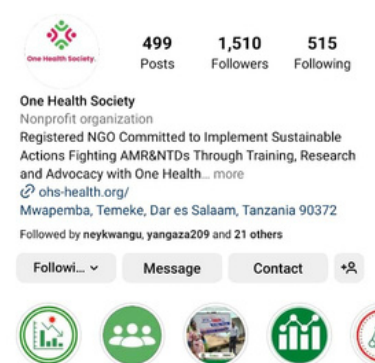 One Health Society.
499 1,510 515
Posts Followers Following
One Health Society
Nonprofit organization
Registered NGO Committed to Implement Sustainable
Actions Fighting AMR&NTDs Through Training, Research
and Advocacy with One Health... more
ohs-health.org/
Mwapemba, Temeke, Dar es Salaam, Tanzania 90372
Followed by neykwangu, yangaza209 and 21 others
Followi... Message Contact